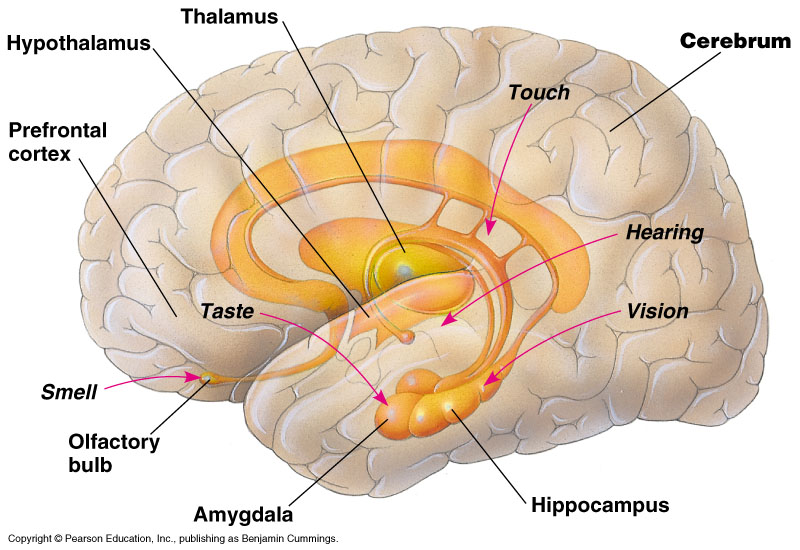 Thalamus
Hypothalamus
Cerebrum
Touch
Prefrontal
cortex
Hearing
Taste
Vision
Smell
Olfactory
bulb
Amygdala
Hippocampus
Copyright © Pearson Education, Inc., publishing as Benjamin Cummings.